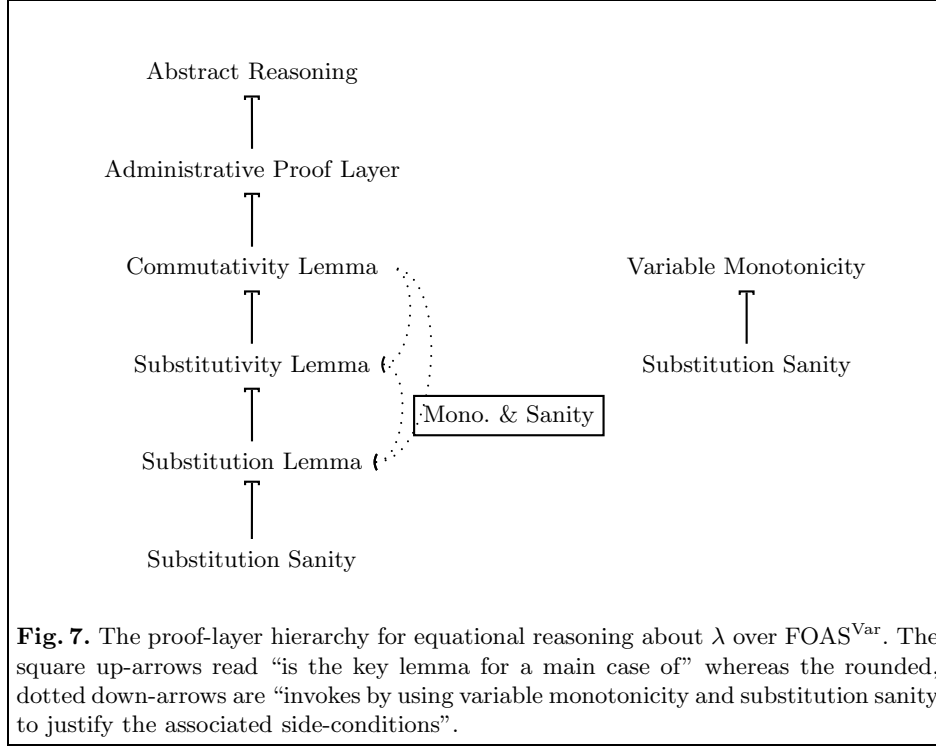 Abstract Reasoning
Administrative Proof Layer
Commutativity Lemma
Variable Monotonicity
Substitutivity Lemma
Substitution Sanity
Mono. & Sanity
Substitution Lemma
Substitution Sanity
Fig. 7. The proof-layer hierarchy for equational reasoning about λ over FOAS^Var. The
square up-arrows read “is the key lemma for a main case of” whereas the rounded,
dotted down-arrows are “invokes by using variable monotonicity and substitution sanity
to justify the associated side-conditions”.